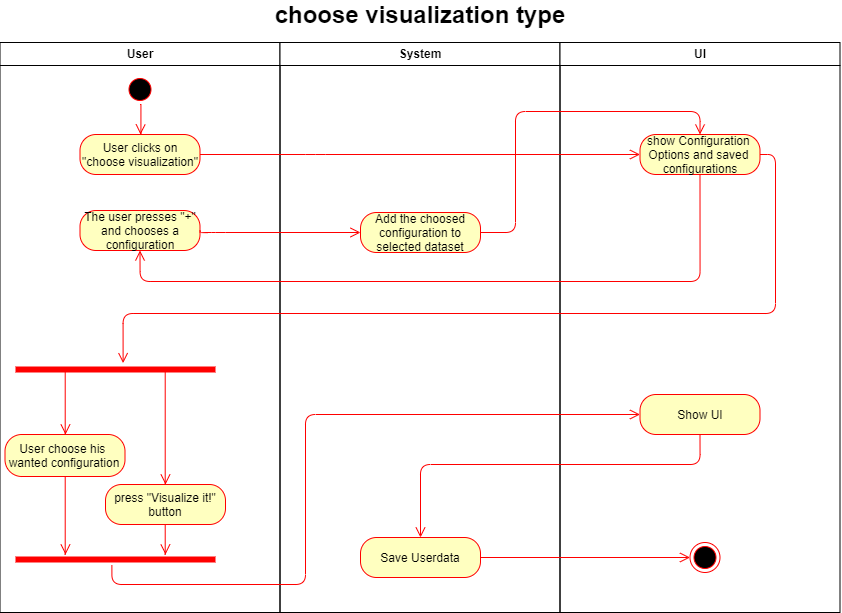 choose visualization type
User
System
UI
User clicks on
"choose visualization"
show Configuration
Options and saved
configurations
The user presses "+"
and chooses a
configuration
Add the choosed
configuration to
selected dataset
User choose his
wanted configuration
press "Visualize it!"
button
Show UI
Save Userdata